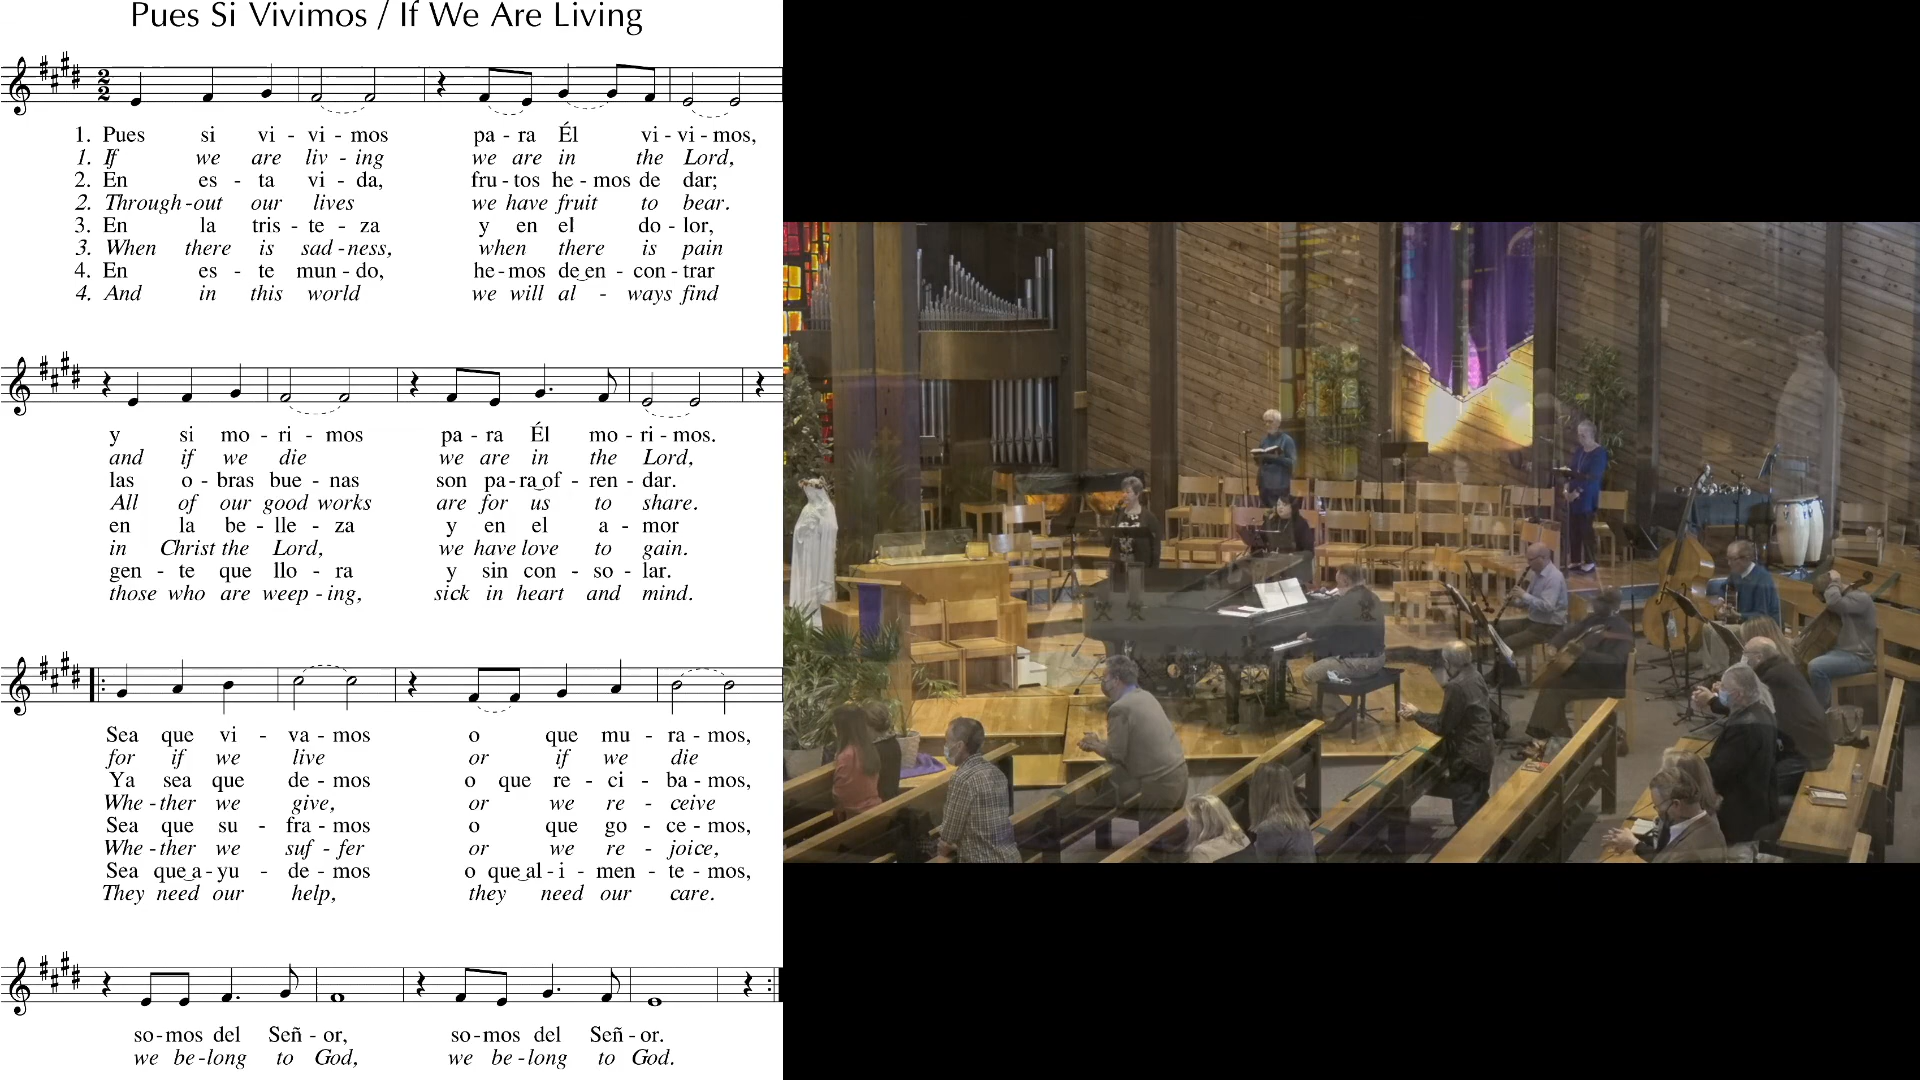 Pues Si Vivimos / If We Are Living
2
2
1. Pues si vi - vi - mos pa - ra Él vi - vi - mos,
1. If we are liv - ing we are in the Lord,
2. En es - ta vi - da, fru - tos he - mos de dar;
2. Through - out our lives we have fruit to bear.
3. En la tris - te - za y en el do - lor,
3. When there is sad - ness, when there is pain
4. En es - te mun - do, he - mos de en - con - trar
4. And in this world we will al - ways find
y si mo - ri - mos pa - ra Él mo - ri - mos.
and if we die we are in the Lord,
las o - bras bue - nas son pa - ra of - ren - dar.
All of our good works are for us to share.
en la be - lle - za y en el a - mor
in Christ the Lord, we have love to gain.
gen - te que llo - ra y sin con - so - lar.
those who are weep - ing, sick in heart and mind.
Sea que vi - va - mos o que mu - ra - mos,
for if we live or if we die
Ya sea que de - mos o que re - ci - ba - mos,
Whe - ther we give, or we re - ceive
Sea que su - fra - mos o que go - ce - mos,
Whe - ther we suf - fer or we re - joice,
Sea que a - yu - de - mos o que al - i - men - te - mos,
They need our help, they need our care.
so - mos del Señ - or, so - mos del Señ - or.
we be - long to God, we be - long to God.